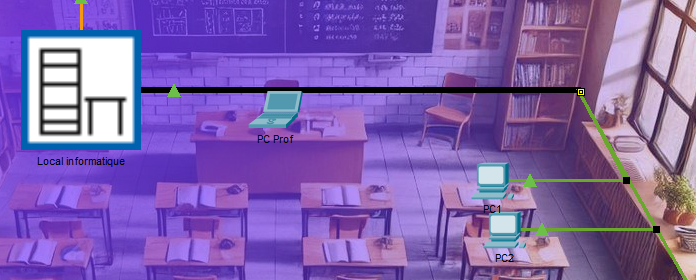 Local informatique
PC Prof
PC1
PC2